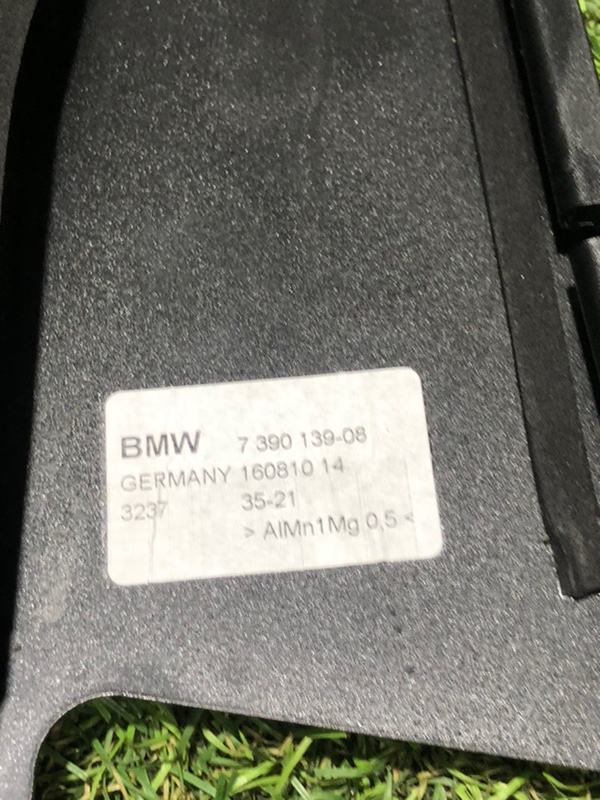 BMW 7 390 139-08
GERMANY 160810 14
3237 35-21
> AlMn1Mg 0,5 <